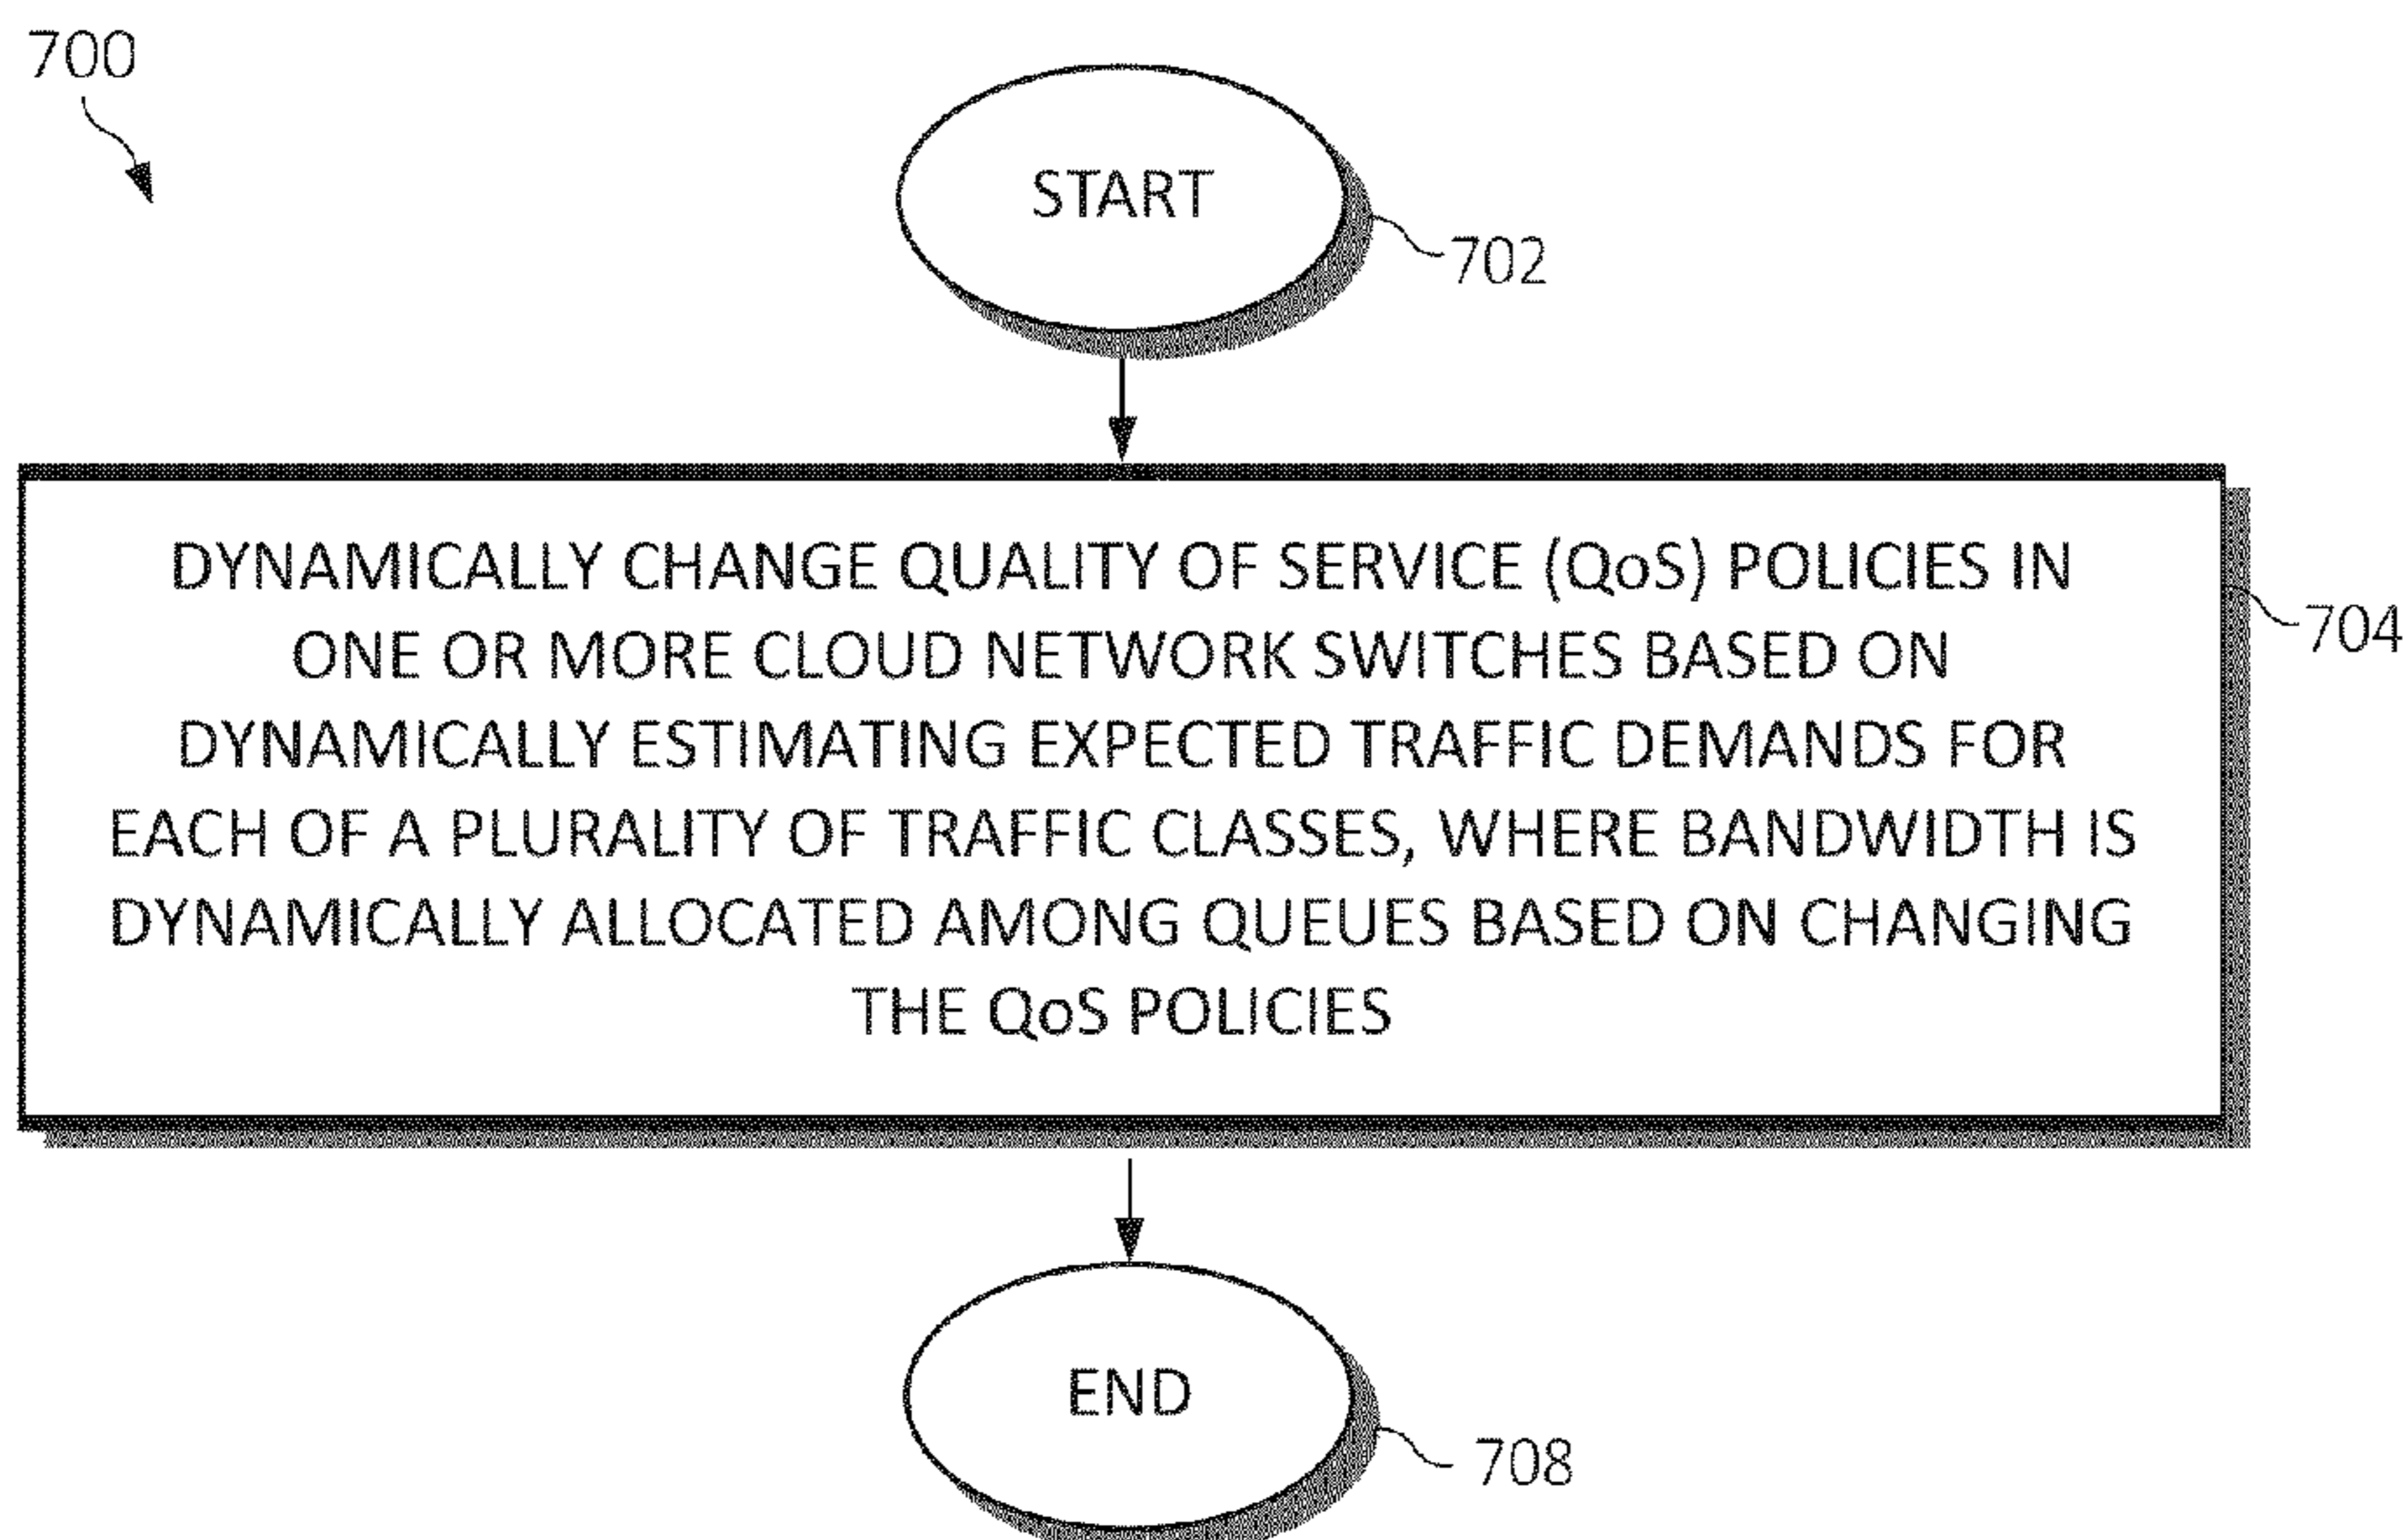 700
START
702
DYNAMICALLY CHANGE QUALITY OF SERVICE (QoS) POLICIES IN
ONE OR MORE CLOUD NETWORK SWITCHES BASED ON
DYNAMICALLY ESTIMATING EXPECTED TRAFFIC DEMANDS FOR
EACH OF A PLURALITY OF TRAFFIC CLASSES, WHERE BANDWIDTH IS
DYNAMICALLY ALLOCATED AMONG QUEUES BASED ON CHANGING
THE QoS POLICIES
704
END
708